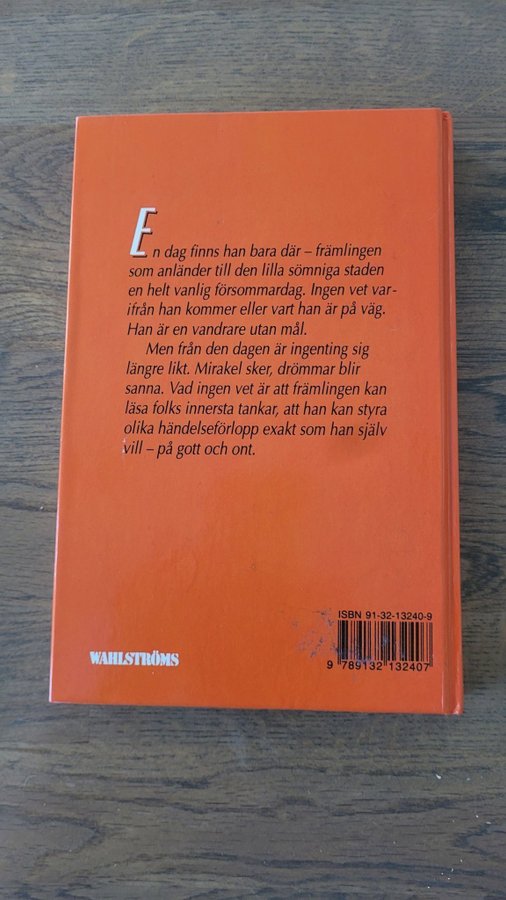 En dag finns han bara där – främlingen
som anländer till den lilla sömniga staden
en helt vanlig försommardag. Ingen vet var-
ifrån han kommer eller vart han är på väg.
Han är en vandrare utan mål.
Men från den dagen är ingenting sig
längre likt. Mirakel sker, drömmar blir
sanna. Vad ingen vet är att främlingen kan
läsa folks innersta tankar, att han kan styra
olika händelseförlopp exakt som han själv
vill – på gott och ont.
ISBN 91-32-13240-9
WAHLSTRÖMS
9 789132 132407